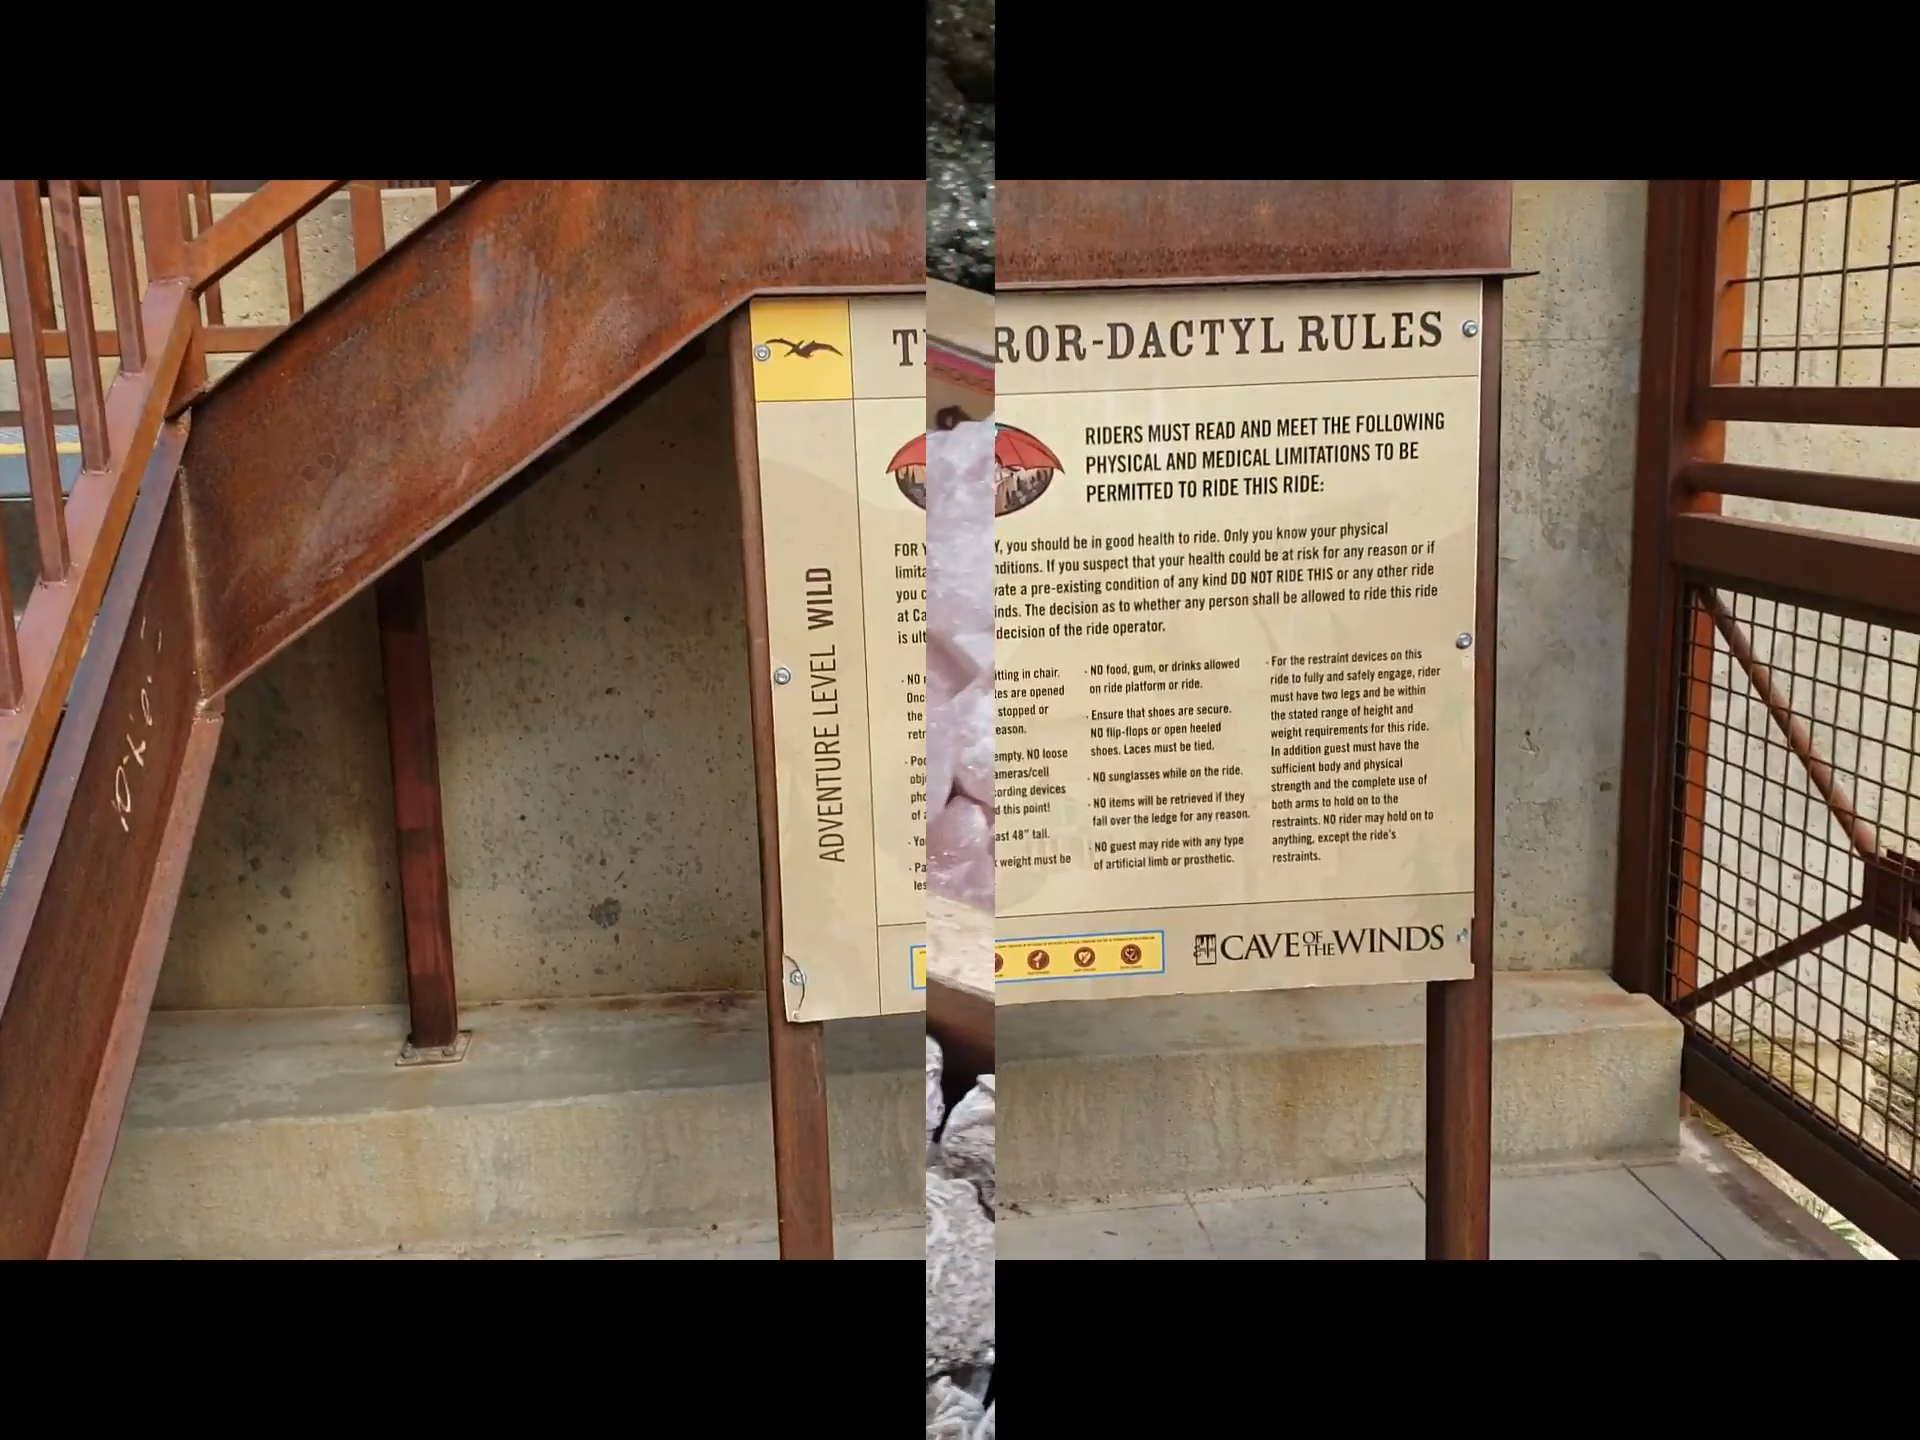 ROR-DACTYL RULES
RIDERS MUST READ AND MEET THE FOLLOWING
PHYSICAL AND MEDICAL LIMITATIONS TO BE
PERMITTED TO RIDE THIS RIDE:
FOR Y, you should be in good health to ride. Only you know your physical
limita nditions. If you suspect that your health could be at risk for any reason or if
you c vate a pre-existing condition of any kind DO NOT RIDE THIS or any other ride
at Ca inds. The decision as to whether any person shall be allowed to ride this ride
is ult decision of the ride operator.
ADVENTURE LEVEL WILD
· NO itting in chair.
Onc tes are opened
the stopped or
retr eason.
· Poc empty. NO loose
obj ameras/cell
pho cording devices
of a d this point!
· Yo ast 48" tall.
· Pa weight must be
les
· NO food, gum, or drinks allowed
on ride platform or ride.
· Ensure that shoes are secure.
NO flip-flops or open heeled
shoes. Laces must be tied.
· NO sunglasses while on the ride.
· NO items will be retrieved if they
fall over the ledge for any reason.
· NO guest may ride with any type
of artificial limb or prosthetic.
· For the restraint devices on this
ride to fully and safely engage, rider
must have two legs and be within
the stated range of height and
weight requirements for this ride.
In addition guest must have the
sufficient body and physical
strength and the complete use of
both arms to hold on to the
restraints. NO rider may hold on to
anything, except the ride's
restraints.
CAVE OF THE WINDS